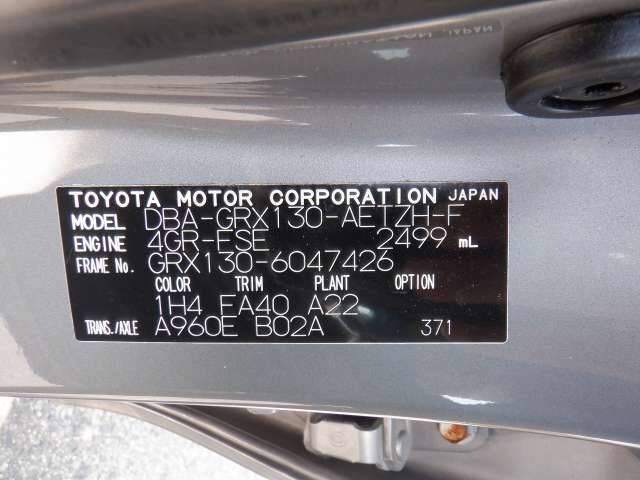 TOYOTA MOTOR CORPORATION JAPAN
MODEL DBA-GRX130-AETZH-F
ENGINE 4GR-FSE 2499 mL
FRAME No. GRX130-6047426
COLOR TRIM PLANT OPTION
1H4 FA40 A22
TRANS./AXLE A960E B02A 371